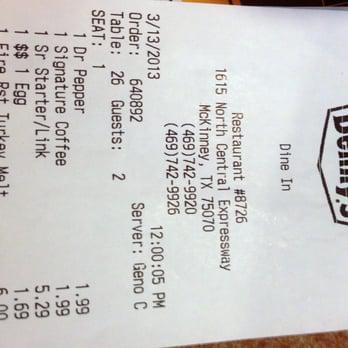 Denny's
Dine In
Restaurant #8726
1615 North Central Expressway
McKinney, TX 75070
(469)742-9920
(469)742-9926
3/13/2013 12:00:05 PM
Order: 640892 Server: Geno C
Table: 26 Guests: 2
SEAT: 1
1 Dr Pepper 1.99
1 Signature Coffee 1.99
1 Sr Starter/Link 5.29
1 $$ 1 Egg 1.69
1 Fire Rst Turkey Melt